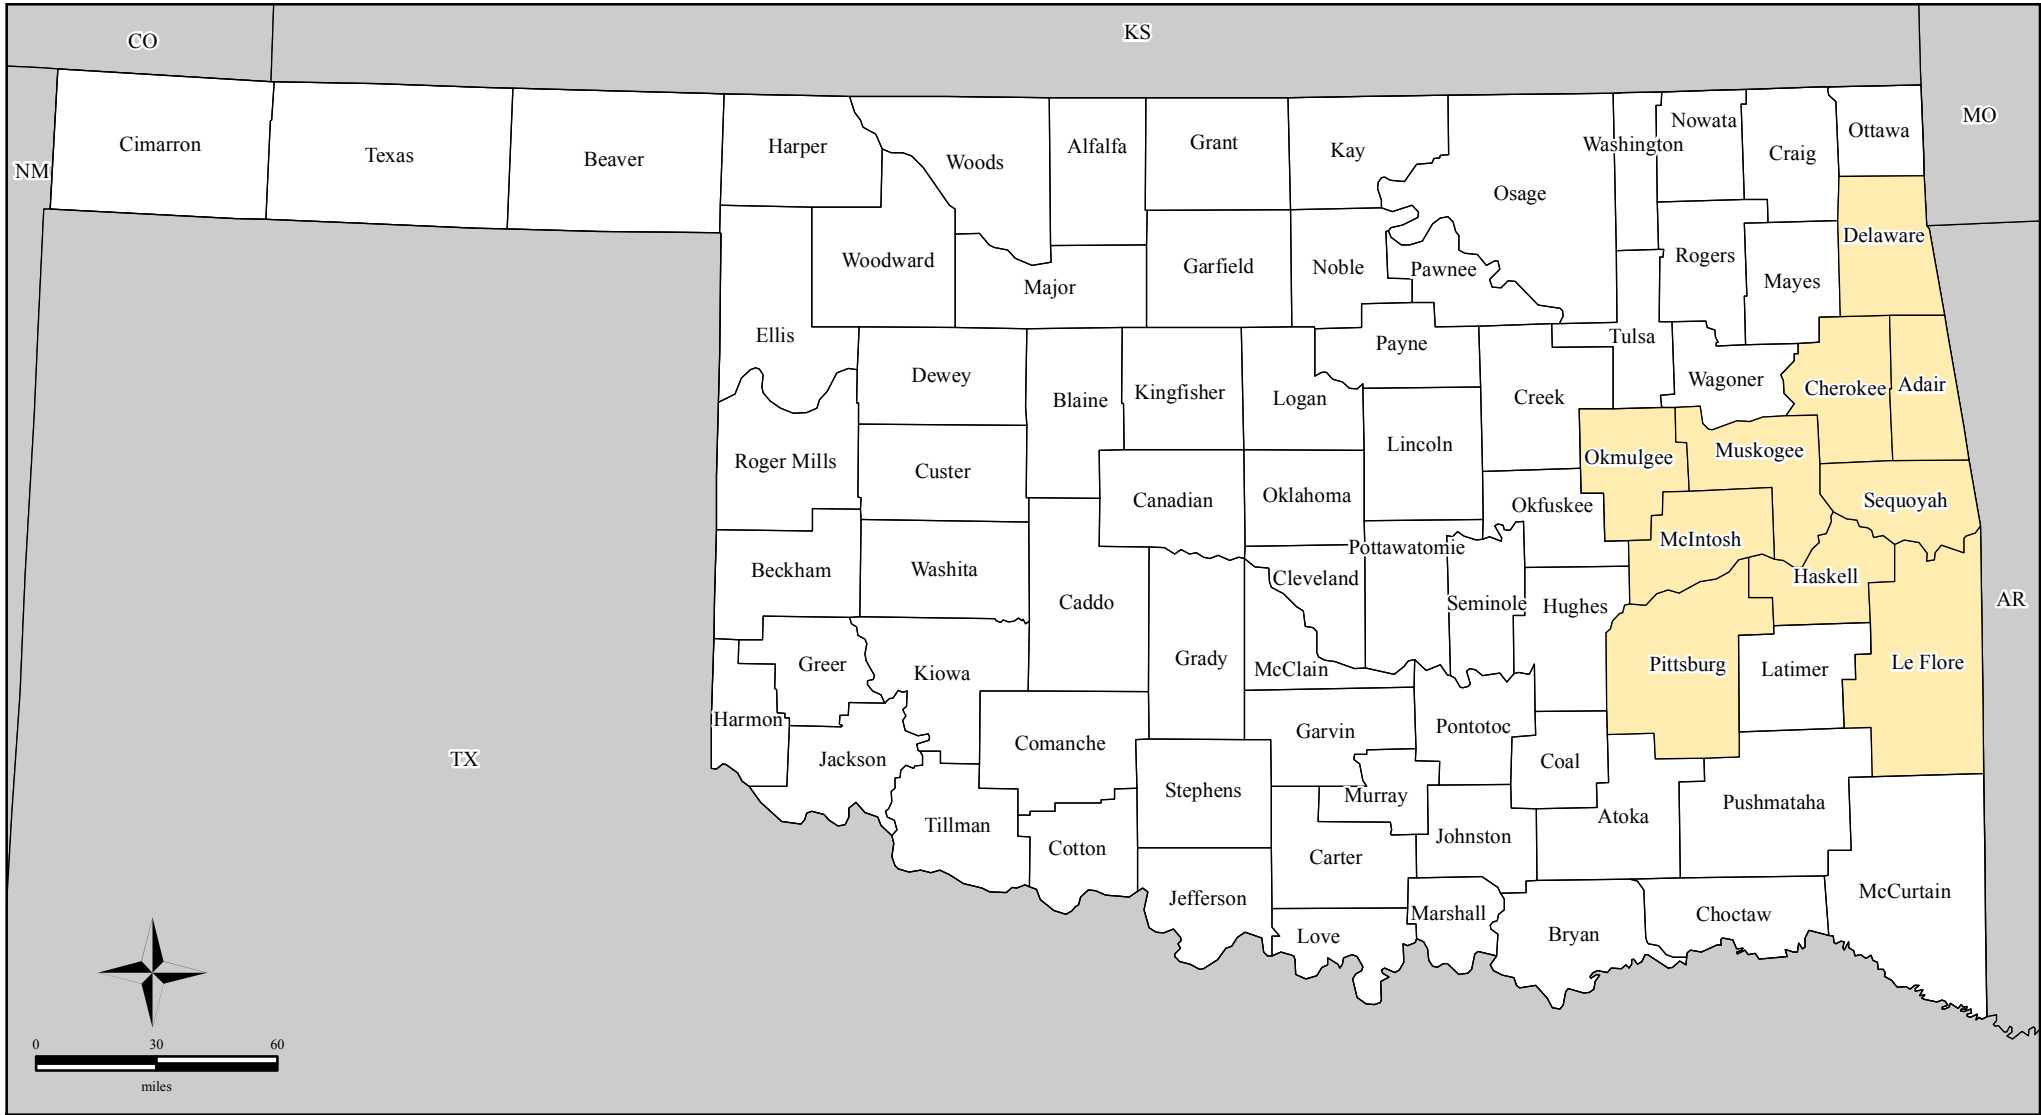 CO
KS
MO
NM
Cimarron
Texas
Beaver
Harper
Woods
Alfalfa
Grant
Kay
Osage
Washington
Nowata
Craig
Ottawa
Delaware
Woodward
Major
Garfield
Noble
Pawnee
Rogers
Mayes
Ellis
Dewey
Blaine
Kingfisher
Logan
Payne
Creek
Tulsa
Wagoner
Cherokee
Adair
Roger Mills
Custer
Canadian
Oklahoma
Lincoln
Okfuskee
Okmulgee
Muskogee
Sequoyah
McIntosh
Haskell
Beckham
Washita
Caddo
Grady
Cleveland
Pottawatomie
Seminole
Hughes
Pittsburg
Latimer
Le Flore
AR
Greer
Kiowa
McClain
Harmon
Jackson
Comanche
Garvin
Pontotoc
Coal
TX
Tillman
Cotton
Stephens
Murray
Johnston
Atoka
Pushmataha
Carter
Jefferson
Love
Marshall
Bryan
Choctaw
McCurtain
0 30 60
miles